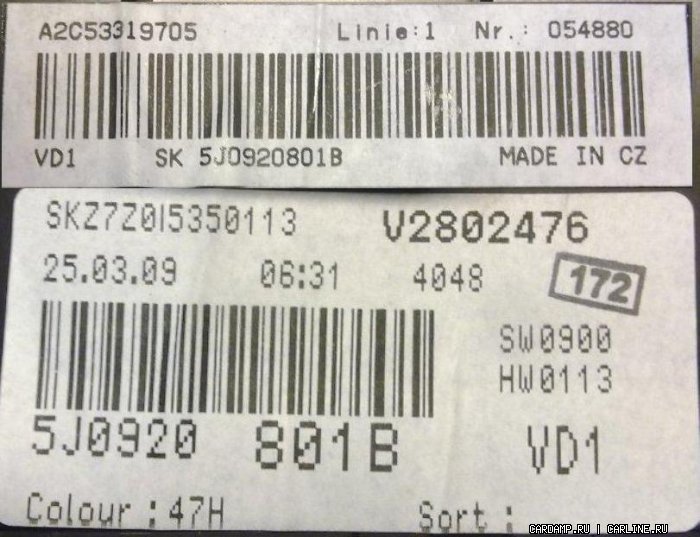 A2C53319705 Linie:1 Nr.: 054880
VD1 SK 5J0920801B MADE IN CZ
SKZ7Z0I5350113 V2802476
25.03.09 06:31 4048 172
SW0900
HW0113
5J0920 801B VD1
Colour : 47H Sort :
CARDAMP.RU | CARLINE.RU